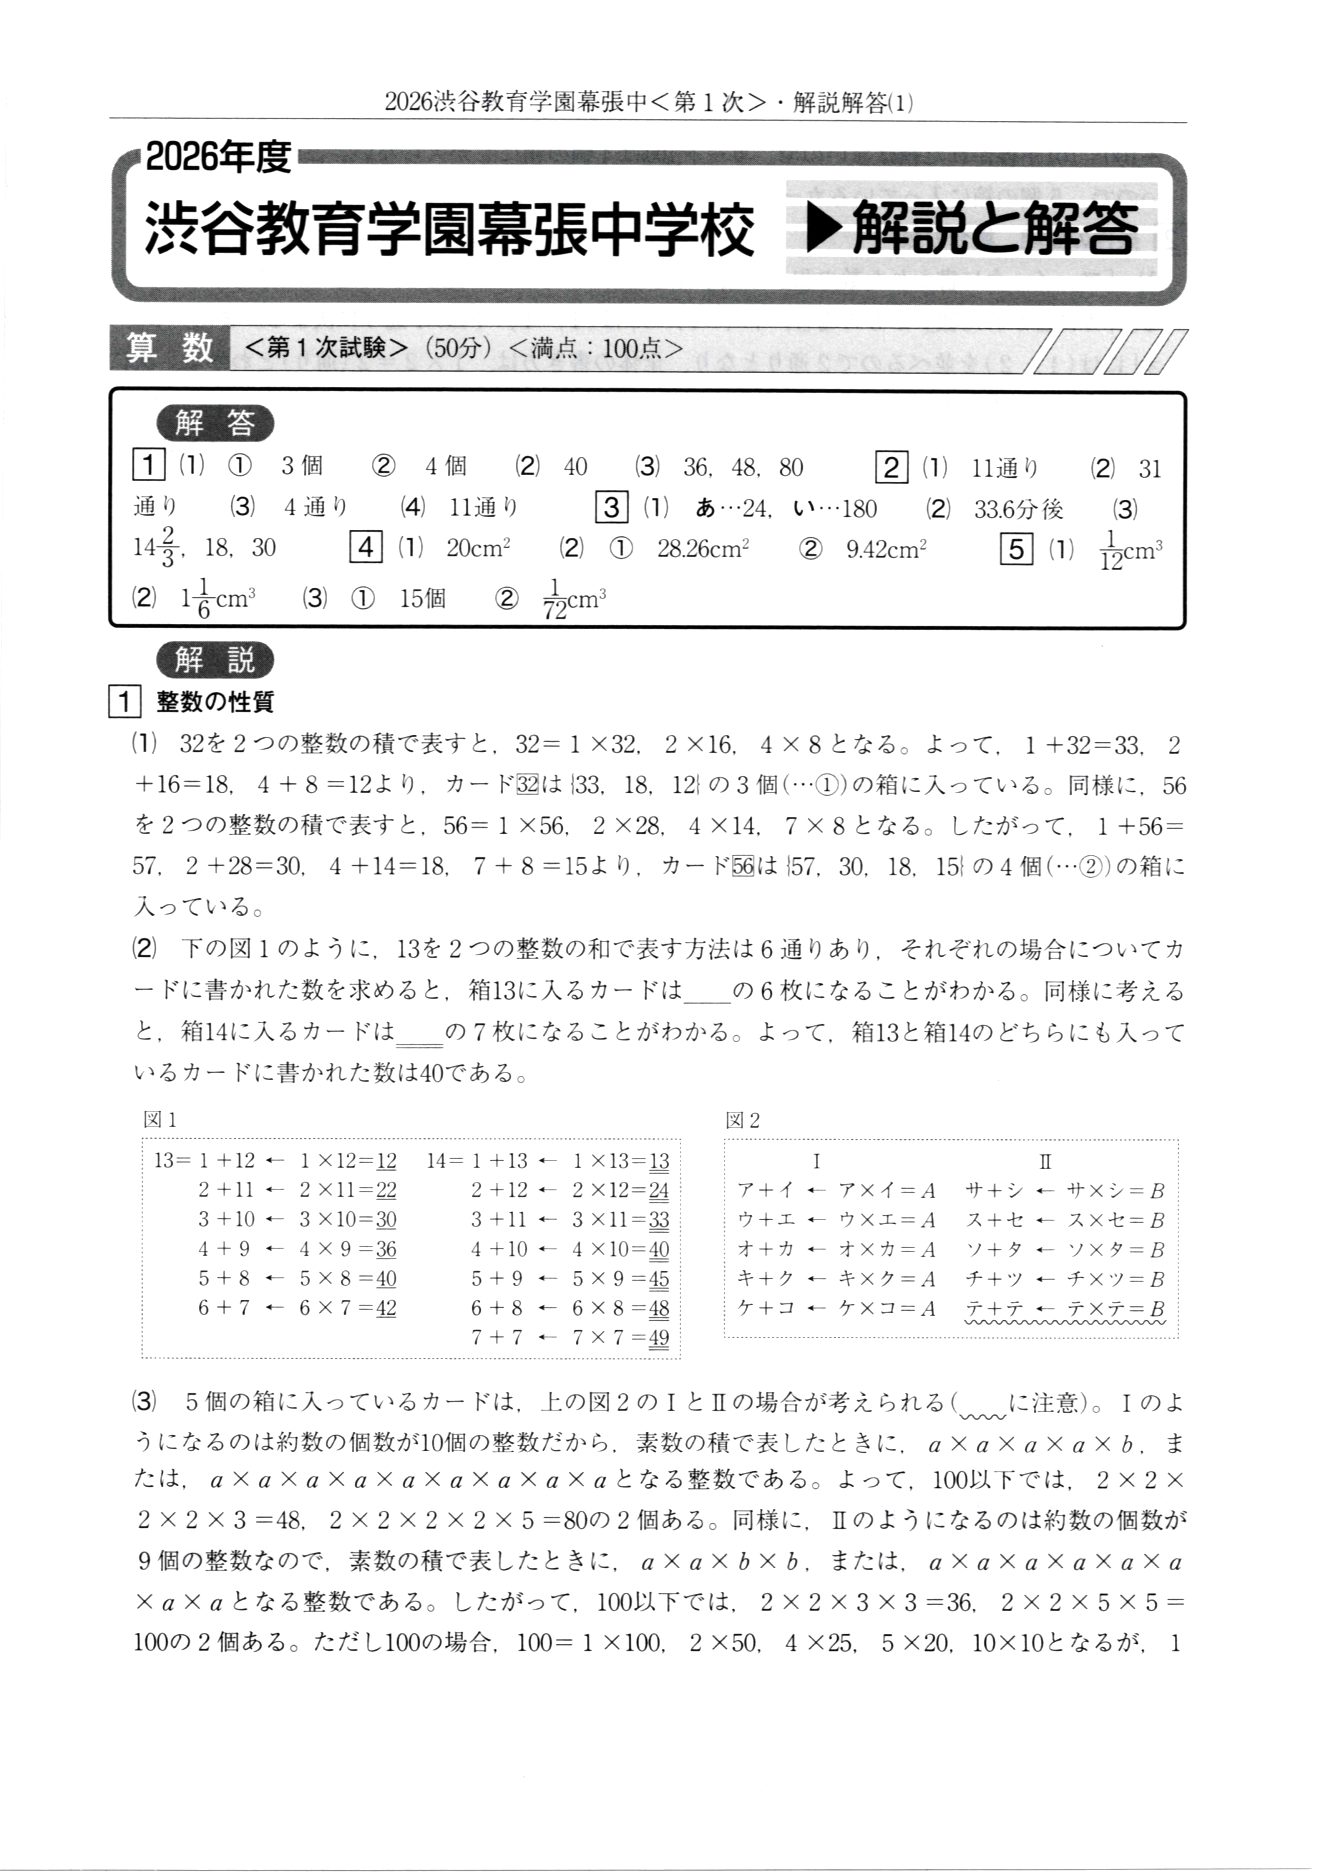 2026渋谷教育学園幕張中＜第1次＞・解説解答(1)
2026年度
渋谷教育学園幕張中学校 ▶解説と解答
算 数 ＜第1次試験＞（50分）＜満点：100点＞
解 答
1 (1) ① 3個 ② 4個 (2) 40 (3) 36，48，80 2 (1) 11通り (2) 31
通り (3) 4通り (4) 11通り 3 (1) あ…24，い…180 (2) 33.6分後 (3)
14 2/3，18，30 4 (1) 20cm² (2) ① 28.26cm² ② 9.42cm² 5 (1) 1/12cm³
(2) 1 1/6cm³ (3) ① 15個 ② 1/72cm³
解 説
1 整数の性質
(1) 32を2つの整数の積で表すと，32＝1×32，2×16，4×8となる。よって，1＋32＝33，2
＋16＝18，4＋8＝12より，カード32は{33，18，12}の3個(…①)の箱に入っている。同様に，56
を2つの整数の積で表すと，56＝1×56，2×28，4×14，7×8となる。したがって，1＋56＝
57，2＋28＝30，4＋14＝18，7＋8＝15より，カード56は{57，30，18，15}の4個(…②)の箱に
入っている。
(2) 下の図1のように，13を2つの整数の和で表す方法は6通りあり，それぞれの場合についてカ
ードに書かれた数を求めると，箱13に入るカードは＿の6枚になることがわかる。同様に考える
と，箱14に入るカードは＿の7枚になることがわかる。よって，箱13と箱14のどちらにも入って
いるカードに書かれた数は40である。
図1
13＝1＋12 ← 1×12＝12 14＝1＋13 ← 1×13＝13
2＋11 ← 2×11＝22 2＋12 ← 2×12＝24
3＋10 ← 3×10＝30 3＋11 ← 3×11＝33
4＋9 ← 4×9＝36 4＋10 ← 4×10＝40
5＋8 ← 5×8＝40 5＋9 ← 5×9＝45
6＋7 ← 6×7＝42 6＋8 ← 6×8＝48
7＋7 ← 7×7＝49
図2
Ⅰ Ⅱ
ア＋イ ← ア×イ＝A サ＋シ ← サ×シ＝B
ウ＋エ ← ウ×エ＝A ス＋セ ← ス×セ＝B
オ＋カ ← オ×カ＝A ソ＋タ ← ソ×タ＝B
キ＋ク ← キ×ク＝A チ＋ツ ← チ×ツ＝B
ケ＋コ ← ケ×コ＝A テ＋テ ← テ×テ＝B
(3) 5個の箱に入っているカードは，上の図2のⅠとⅡの場合が考えられる(﹏に注意)。Ⅰのよ
うになるのは約数の個数が10個の整数だから，素数の積で表したときに，a×a×a×a×b，ま
たは，a×a×a×a×a×a×a×a×aとなる整数である。よって，100以下では，2×2×
2×2×3＝48，2×2×2×2×5＝80の2個ある。同様に，Ⅱのようになるのは約数の個数が
9個の整数なので，素数の積で表したときに，a×a×b×b，または，a×a×a×a×a×a
×a×aとなる整数である。したがって，100以下では，2×2×3×3＝36，2×2×5×5＝
100の2個ある。ただし100の場合，100＝1×100，2×50，4×25，5×20，10×10となるが，1